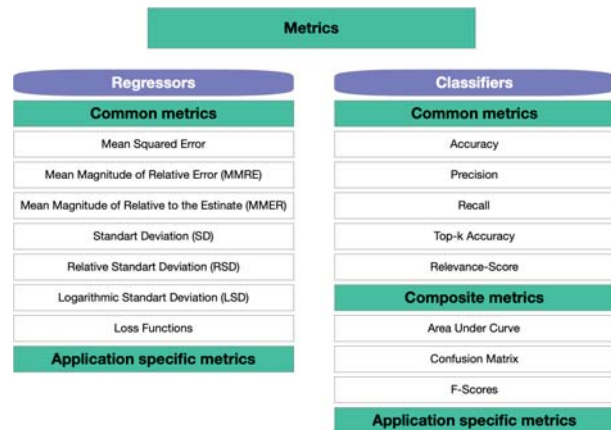 Metrics
Regressors
Common metrics
Mean Squared Error
Mean Magnitude of Relative Error (MMRE)
Mean Magnitude of Relative to the Estinate (MMER)
Standart Deviation (SD)
Relative Standart Deviation (RSD)
Logarithmic Standart Deviation (LSD)
Loss Functions
Application specific metrics
Classifiers
Common metrics
Accuracy
Precision
Recall
Top-k Accuracy
Relevance-Score
Composite metrics
Area Under Curve
Confusion Matrix
F-Scores
Application specific metrics